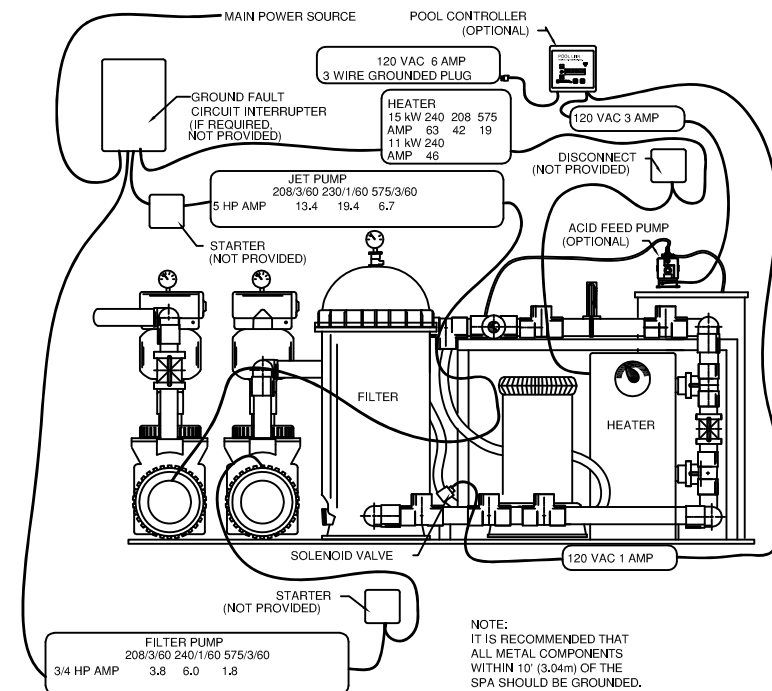 MAIN POWER SOURCE
POOL CONTROLLER
(OPTIONAL)
120 VAC 6 AMP
3 WIRE GROUNDED PLUG
GROUND FAULT
CIRCUIT INTERRUPTER
(IF REQUIRED,
NOT PROVIDED)
HEATER
15 kW 240 208 575
AMP 63 42 19
11 kW 240
AMP 46
120 VAC 3 AMP
DISCONNECT
(NOT PROVIDED)
JET PUMP
208/3/60 230/1/60 575/3/60
5 HP AMP 13.4 19.4 6.7
STARTER
(NOT PROVIDED)
ACID FEED PUMP
(OPTIONAL)
FILTER
HEATER
SOLENOID VALVE
120 VAC 1 AMP
STARTER
(NOT PROVIDED)
FILTER PUMP
208/3/60 240/1/60 575/3/60
3/4 HP AMP 3.8 6.0 1.8
NOTE:
IT IS RECOMMENDED THAT
ALL METAL COMPONENTS
WITHIN 10' (3.04m) OF THE
SPA SHOULD BE GROUNDED.